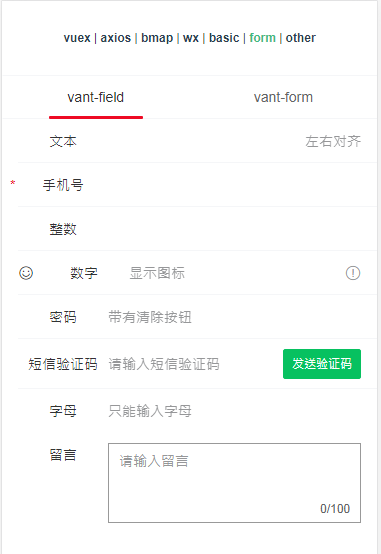 vuex | axios | bmap | wx | basic | form | other
vant-field vant-form
文本 左右对齐
* 手机号
整数
数字 显示图标
密码 带有清除按钮
短信验证码 请输入短信验证码 发送验证码
字母 只能输入字母
留言 请输入留言
0/100